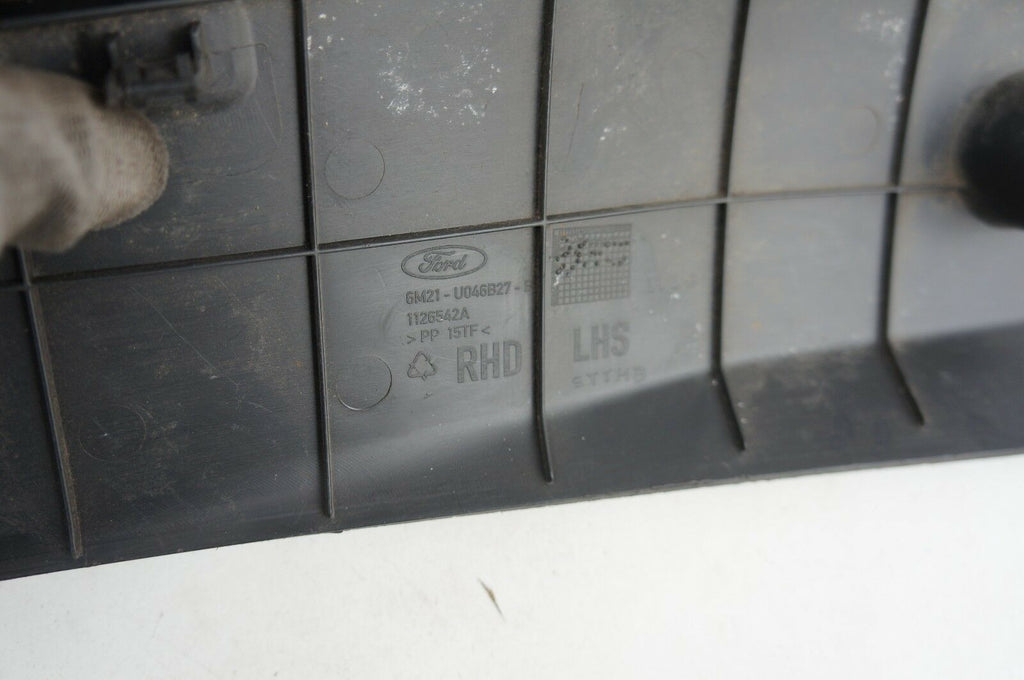 Ford
6M21 - U046B27 -
1126542A
> PP 15TF <
RHD
LHS